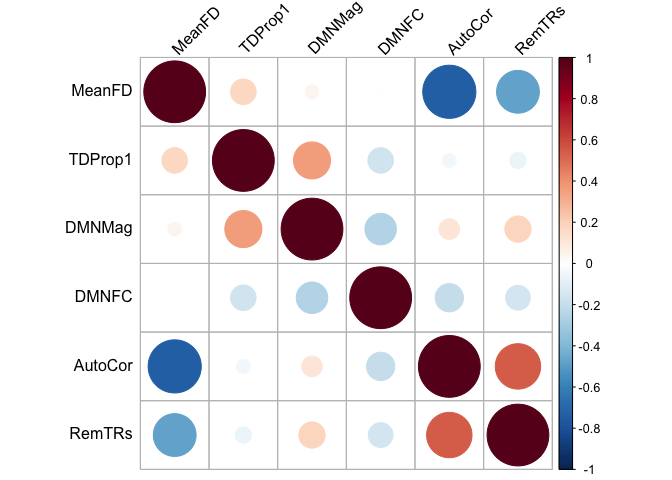 MeanFD TDProp1 DMNMag DMNFC AutoCor RemTRs
MeanFD
TDProp1
DMNMag
DMNFC
AutoCor
RemTRs
1
0.8
0.6
0.4
0.2
0
-0.2
-0.4
-0.6
-0.8
-1